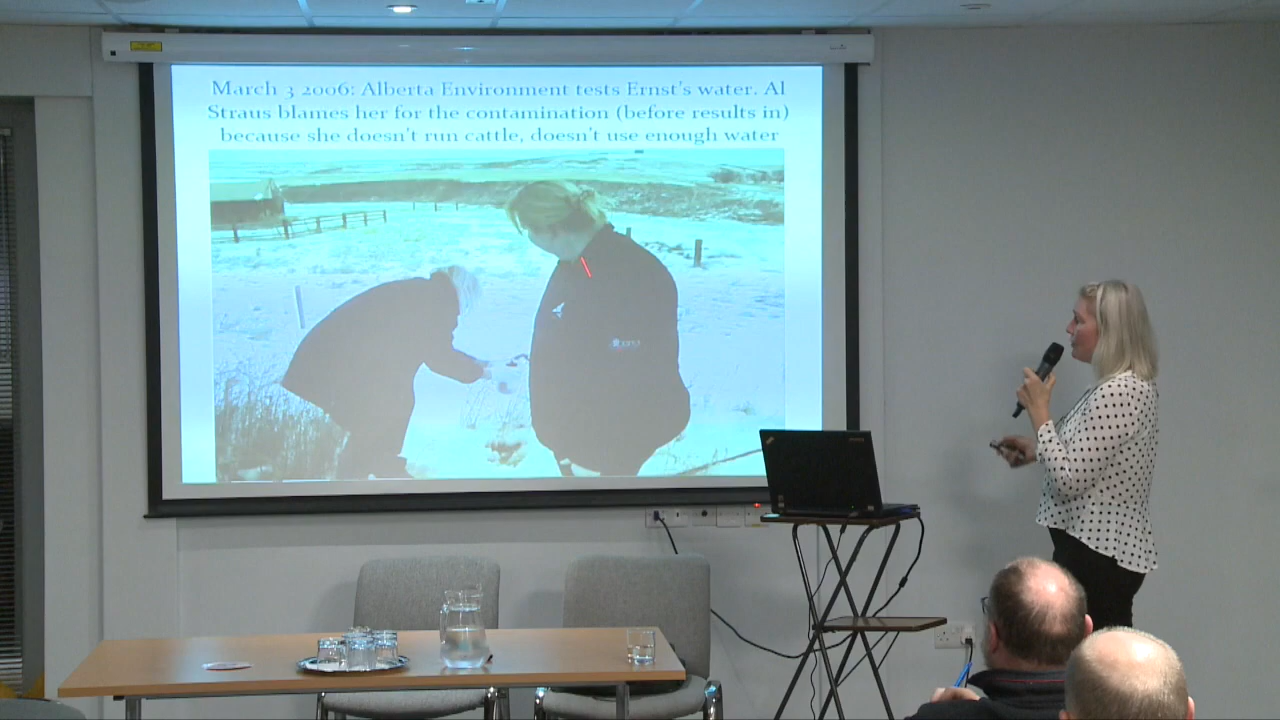 March 3 2006: Alberta Environment tests Ernst's water. Al
Straus blames her for the contamination (before results in)
because she doesn't run cattle, doesn't use enough water